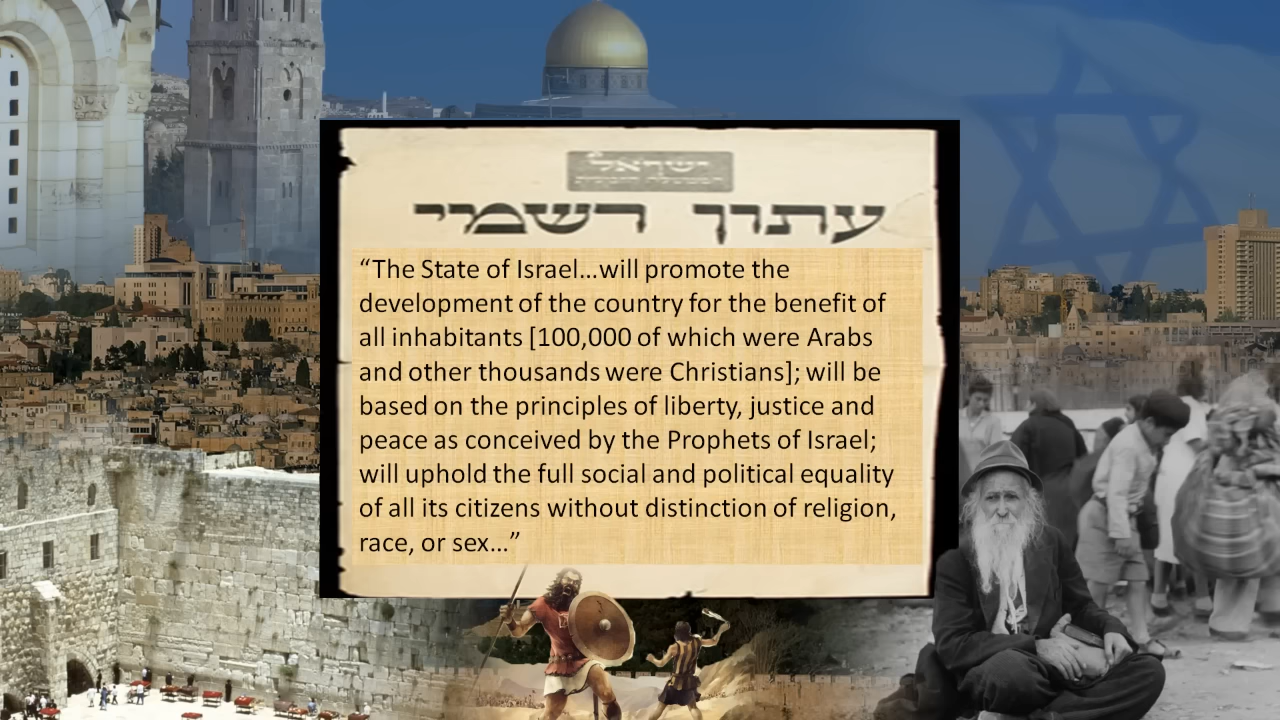 ישראל
עתון רשמי
“The State of Israel…will promote the
development of the country for the benefit of
all inhabitants [100,000 of which were Arabs
and other thousands were Christians]; will be
based on the principles of liberty, justice and
peace as conceived by the Prophets of Israel;
will uphold the full social and political equality
of all its citizens without distinction of religion,
race, or sex…”